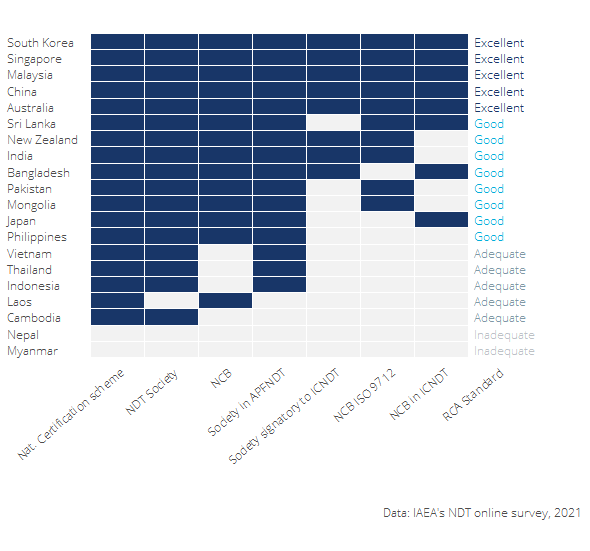 South Korea Excellent
Singapore Excellent
Malaysia Excellent
China Excellent
Australia Excellent
Sri Lanka Good
New Zealand Good
India Good
Bangladesh Good
Pakistan Good
Mongolia Good
Japan Good
Philippines Good
Vietnam Adequate
Thailand Adequate
Indonesia Adequate
Laos Adequate
Cambodia Adequate
Nepal Inadequate
Myanmar Inadequate
Nat. Certification scheme
NDT Society
NCB
Society in APFNDT
Society signatory to ICNDT
NCB ISO 9712
NCB in ICNDT
RCA Standard
Data: IAEA's NDT online survey, 2021